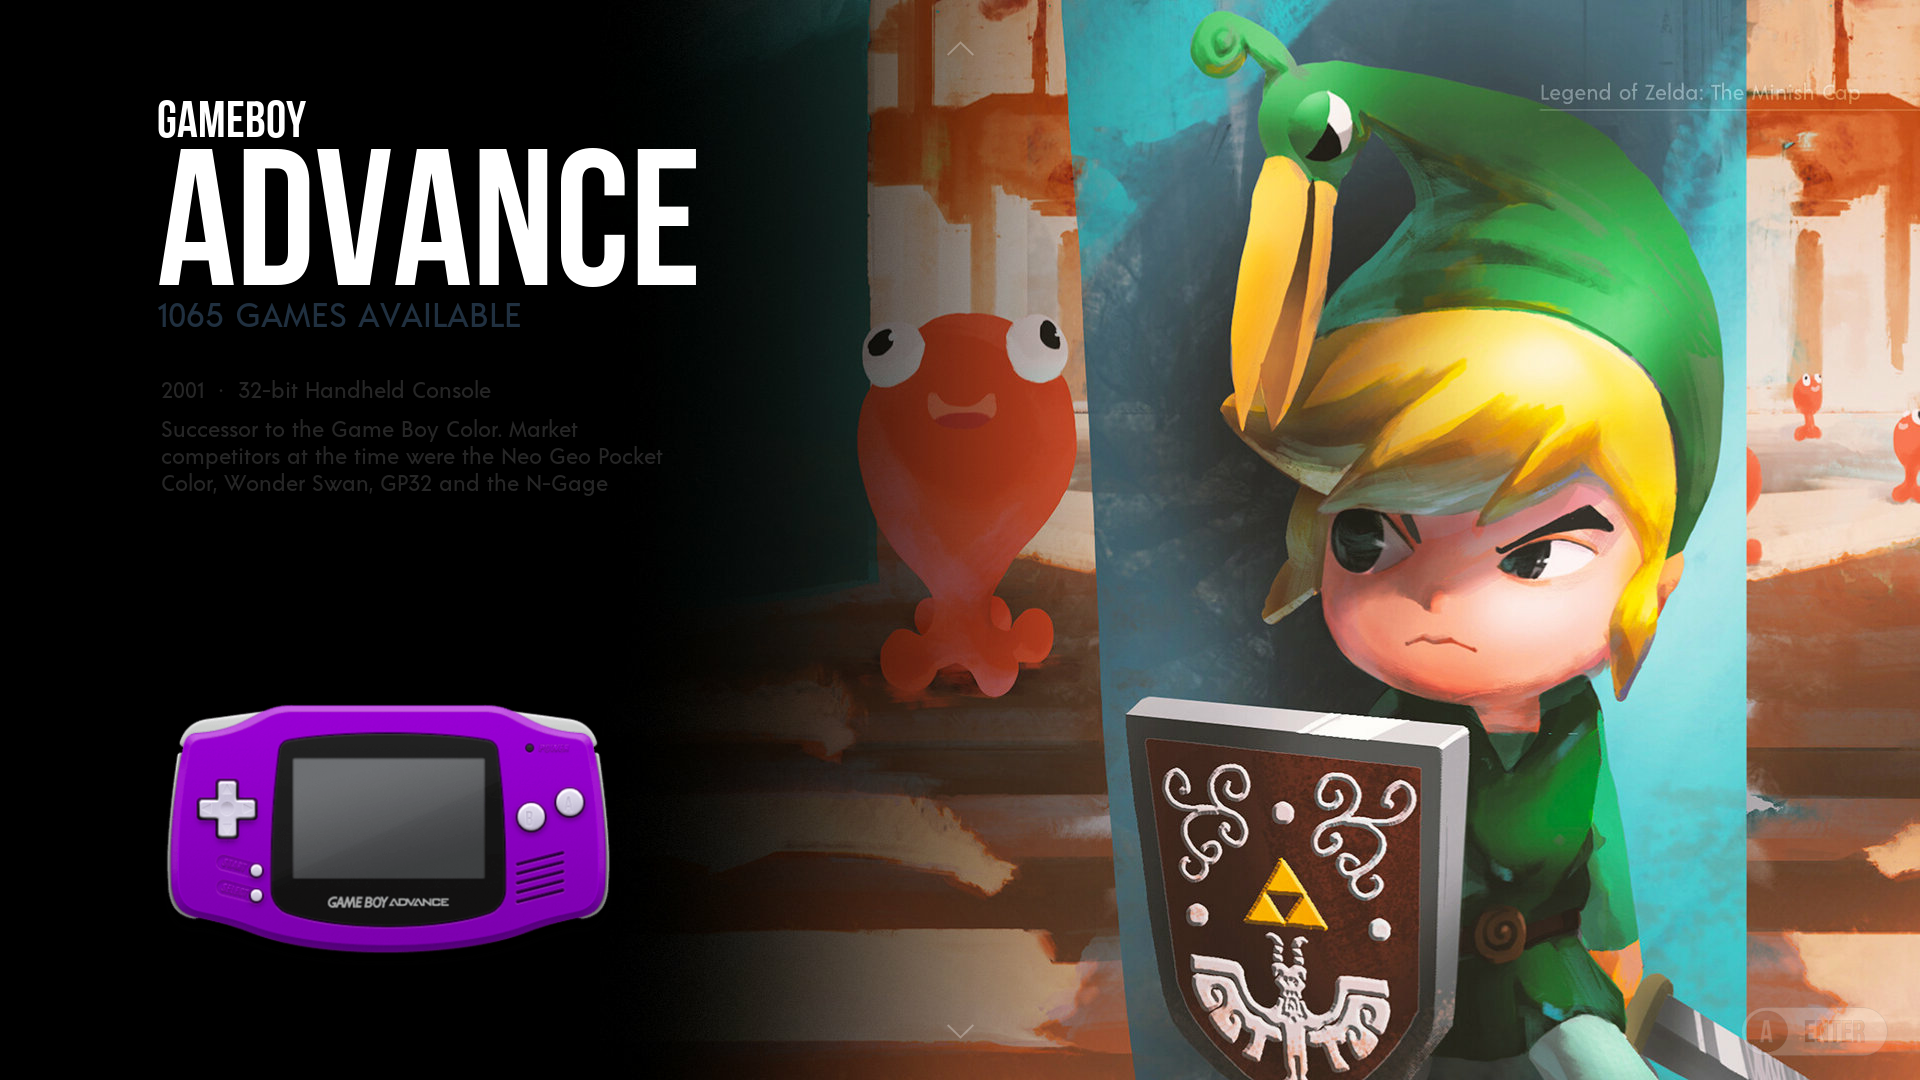 GAMEBOY
ADVANCE
1065 GAMES AVAILABLE
2001 · 32-bit Handheld Console
Successor to the Game Boy Color. Market
competitors at the time were the Neo Geo Pocket
Color, Wonder Swan, GP32 and the N-Gage
Legend of Zelda: The Minish Cap
B
A
START
SELECT
GAME BOY ADVANCE
A ENTER